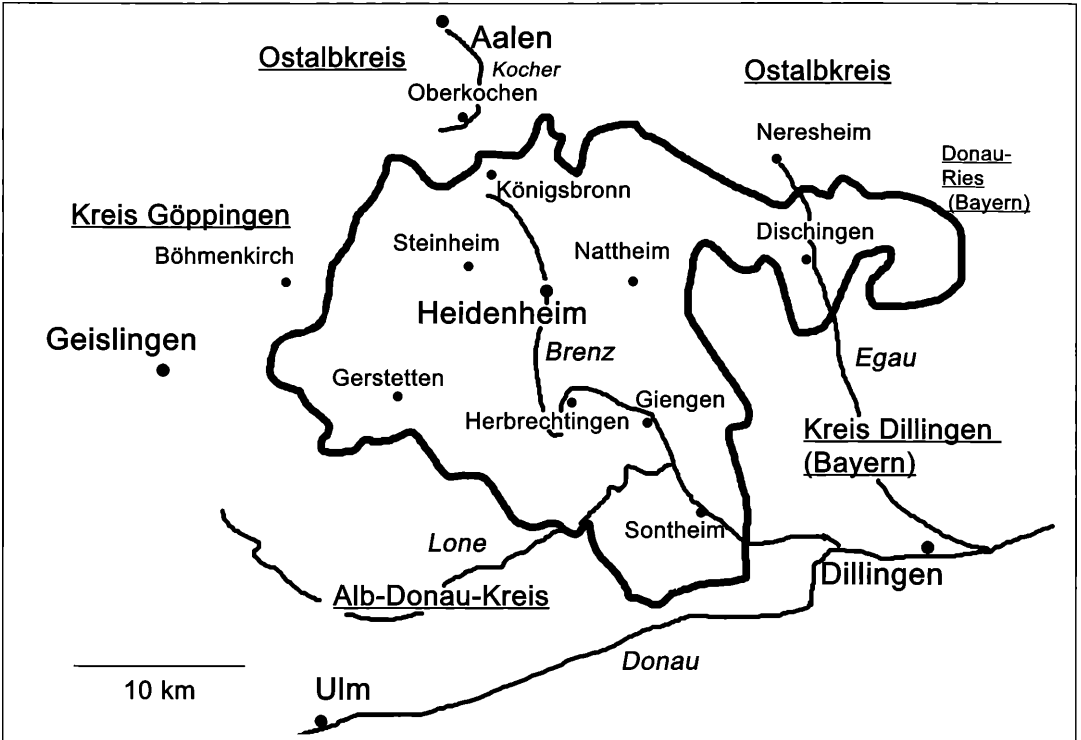 Aalen
Ostalbkreis
Kocher
Ostalbkreis
Oberkochen
Neresheim
Donau-
Ries
(Bayern)
Königsbronn
Kreis Göppingen
Dischingen
Steinheim
Nattheim
Böhmenkirch
Heidenheim
Geislingen
Brenz
Egau
Gerstetten
Giengen
Herbrechtingen
Kreis Dillingen
(Bayern)
Sontheim
Lone
Dillingen
Alb-Donau-Kreis
Donau
10 km
Ulm